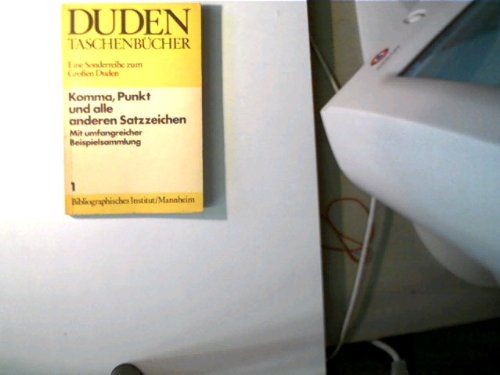 DUDEN
TASCHENBÜCHER
Eine Sonderreihe zum
Großen Duden
Komma, Punkt
und alle
anderen Satzzeichen
Mit umfangreicher
Beispielsammlung
1
Bibliographisches Institut/Mannheim